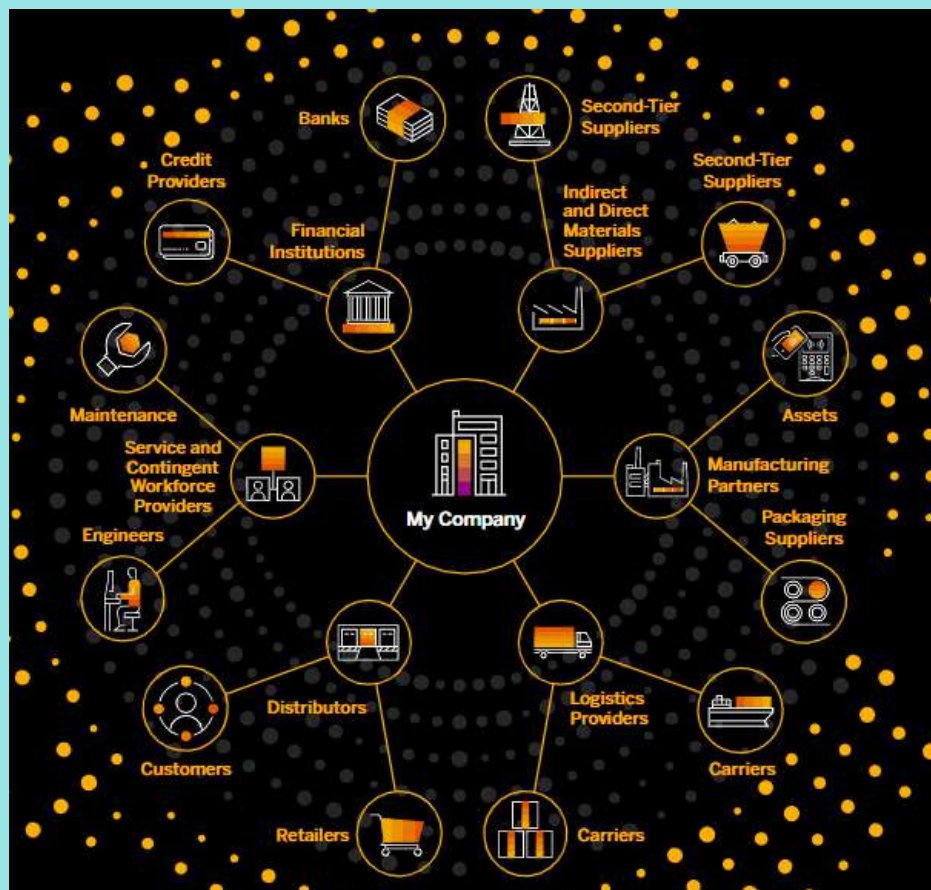 Banks
Second-Tier
Suppliers
Credit
Providers
Second-Tier
Suppliers
Financial
Institutions
Indirect
and Direct
Materials
Suppliers
Maintenance
Assets
Service and
Contingent
Workforce
Providers
My Company
Manufacturing
Partners
Engineers
Packaging
Suppliers
Distributors
Logistics
Providers
Customers
Carriers
Retailers
Carriers